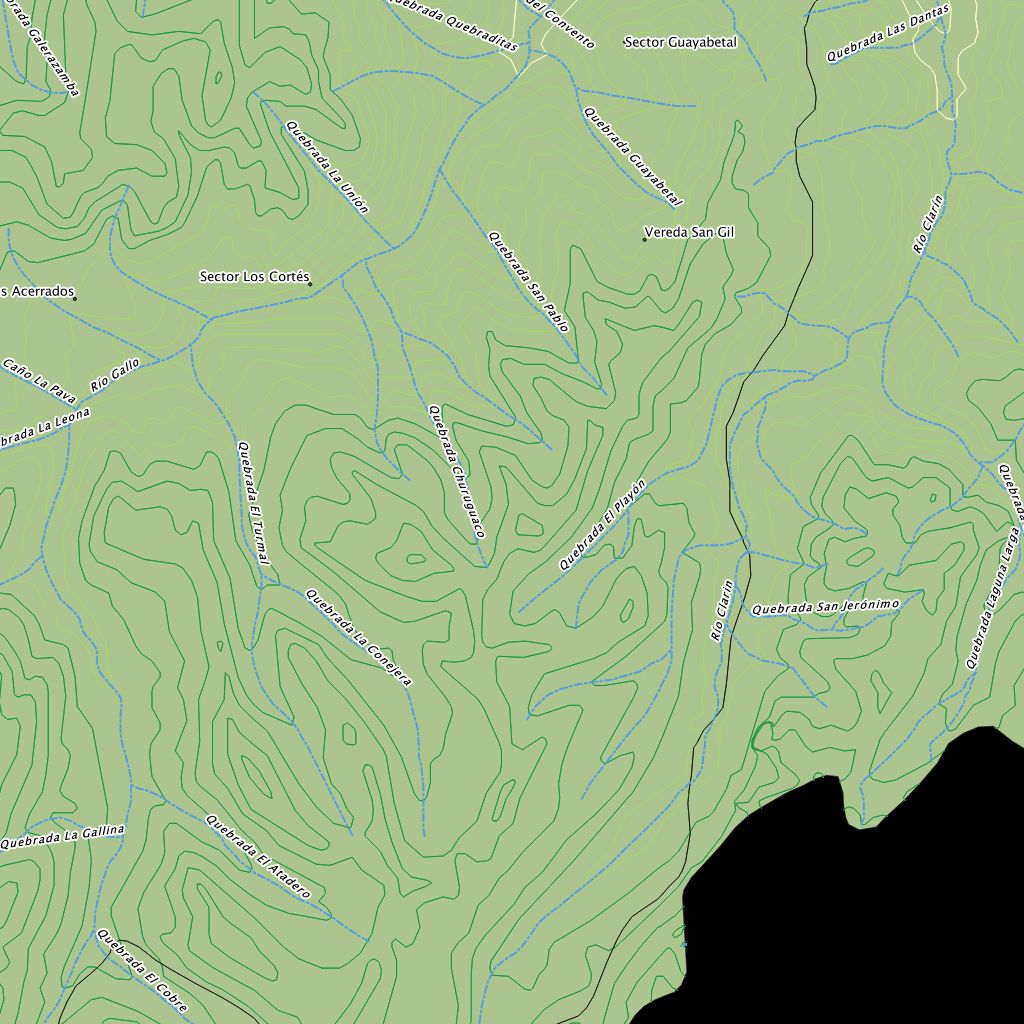 brada Galerazamba
Quebrada Quebraditas
del Convento
Sector Guayabetal
Quebrada Las Dantas
Quebrada La Unión
Quebrada Guayabetal
Río Clarín
Vereda San Gil
Quebrada San Pablo
Sector Los Cortés
s Acerrados
Caño La Pava
Río Gallo
brada La Leona
Quebrada Churuguaco
Quebrada El Turmal
Quebrada El Playón
Quebrada
Quebrada Laguna Larga
Río Clarín
Quebrada San Jerónimo
Quebrada La Conejera
Quebrada La Gallina
Quebrada El Atadero
Quebrada El Cobre